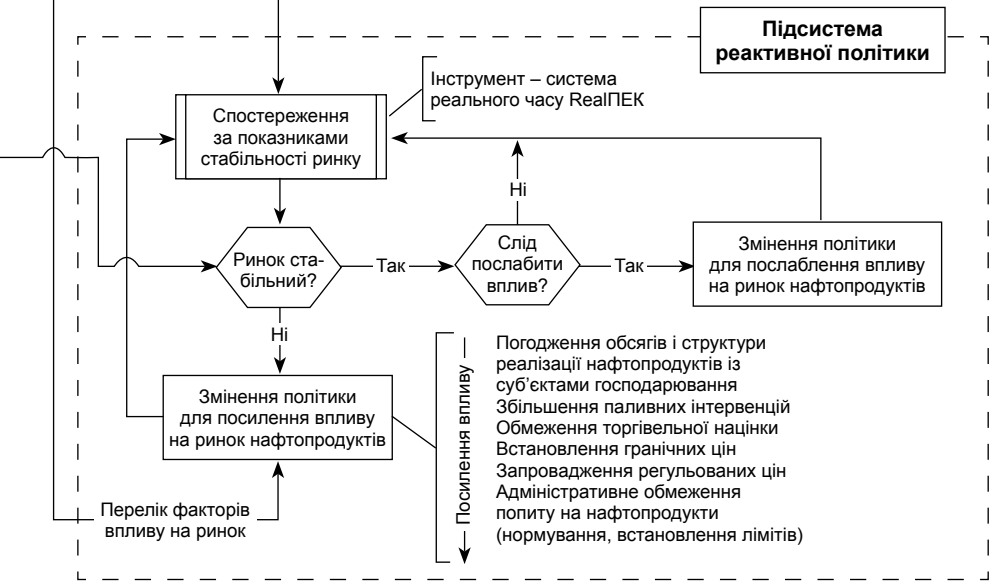 Підсистема
реактивної політики
Інструмент – система
реального часу RealПЕК
Спостереження
за показниками
стабільності ринку
Ні
Ринок ста-
більний?
Так
Слід
послабити
вплив?
Так
Змінення політики
для послаблення впливу
на ринок нафтопродуктів
Ні
Змінення політики
для посилення впливу
на ринок нафтопродуктів
Посилення впливу
Погодження обсягів і структури
реалізації нафтопродуктів із
суб’єктами господарювання
Збільшення паливних інтервенцій
Обмеження торгівельної націнки
Встановлення гранічних цін
Запровадження регульованих цін
Адміністративне обмеження
попиту на нафтопродукти
(нормування, встановлення лімітів)
Перелік факторів
впливу на ринок